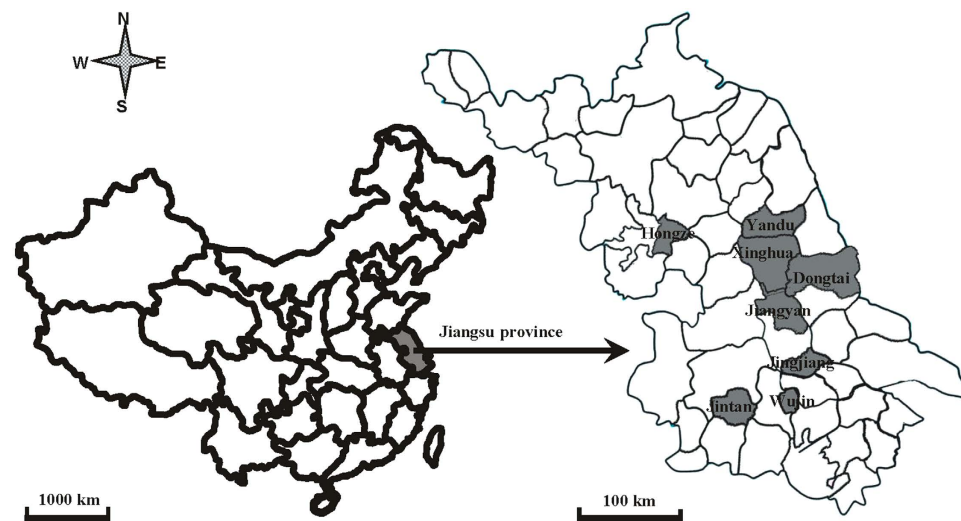 N
W E
S
Hongze
Yandu
Xinghua
Dongtai
Jiangyan
Jiangsu province
Jingjiang
Jintan
Wujin
1000 km
100 km